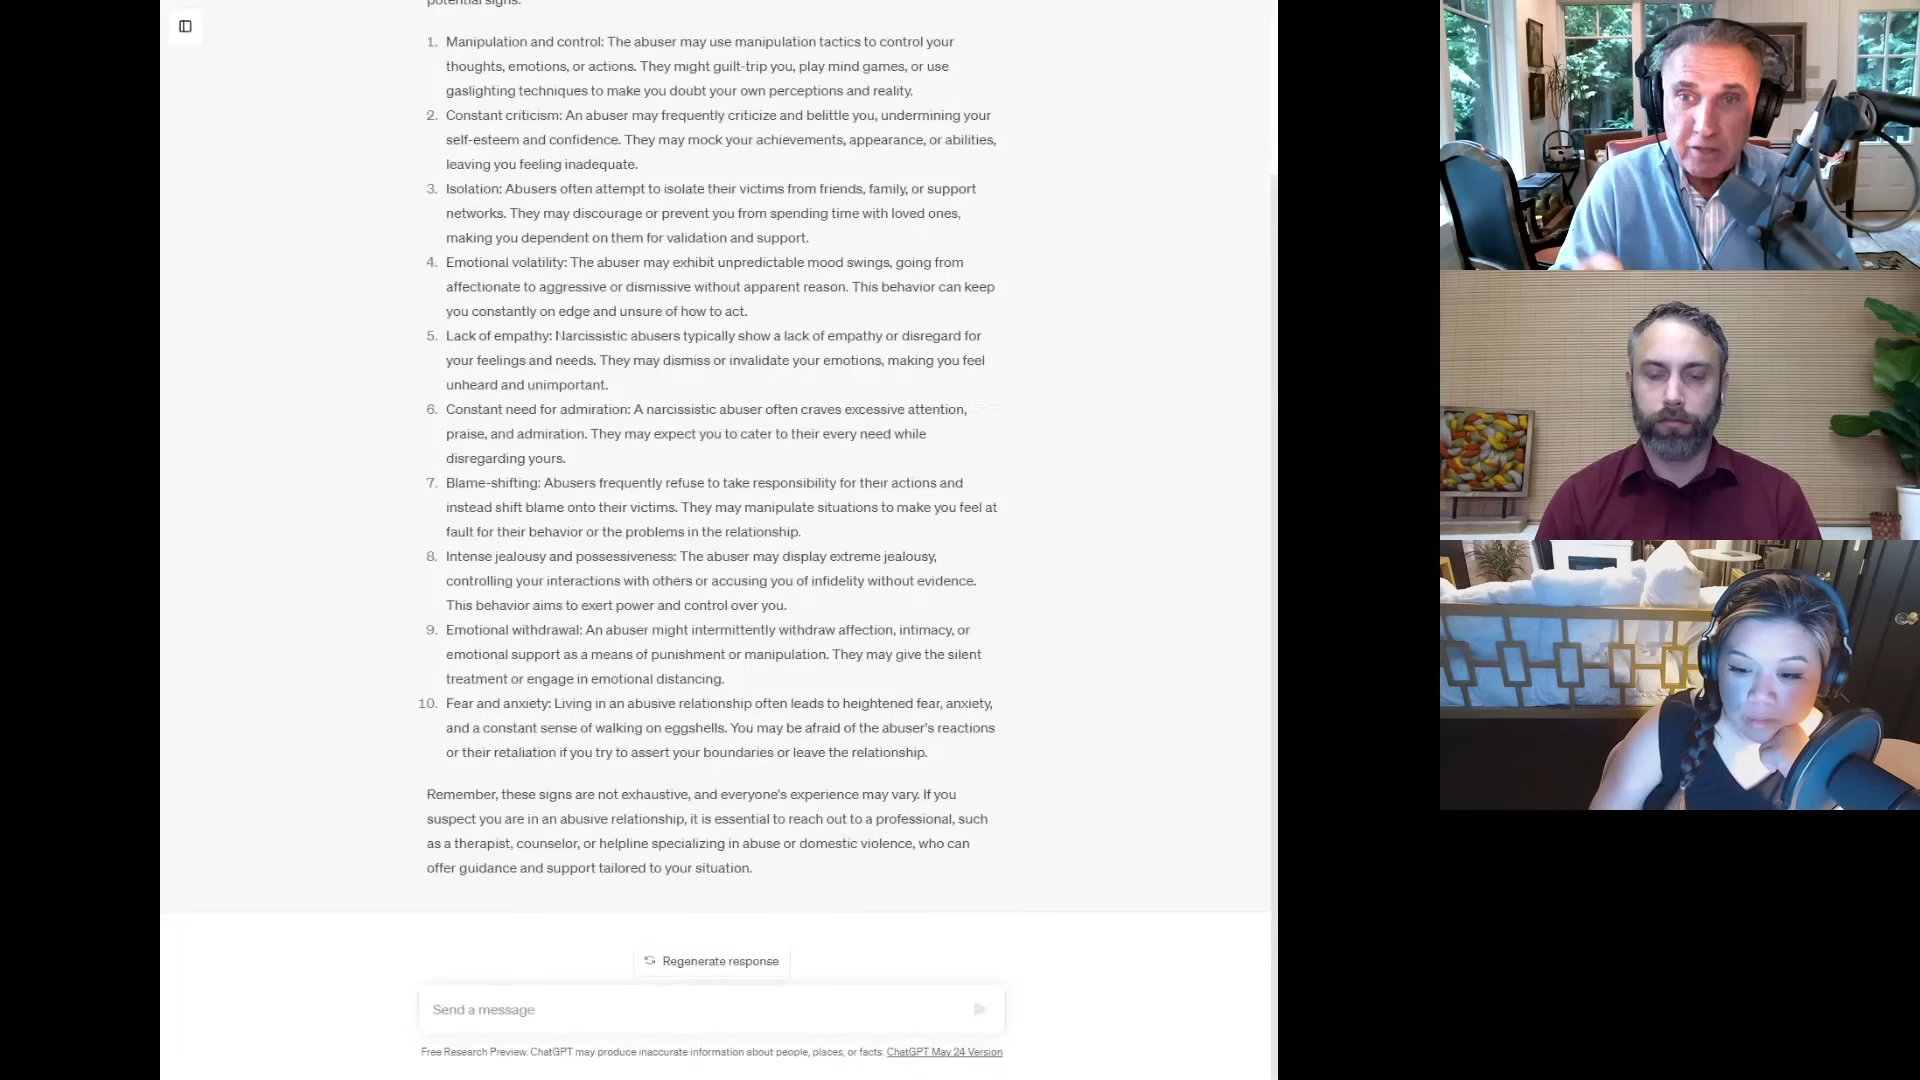 potential signs.
1. Manipulation and control: The abuser may use manipulation tactics to control your
thoughts, emotions, or actions. They might guilt-trip you, play mind games, or use
gaslighting techniques to make you doubt your own perceptions and reality.
2. Constant criticism: An abuser may frequently criticize and belittle you, undermining your
self-esteem and confidence. They may mock your achievements, appearance, or abilities,
leaving you feeling inadequate.
3. Isolation: Abusers often attempt to isolate their victims from friends, family, or support
networks. They may discourage or prevent you from spending time with loved ones,
making you dependent on them for validation and support.
4. Emotional volatility: The abuser may exhibit unpredictable mood swings, going from
affectionate to aggressive or dismissive without apparent reason. This behavior can keep
you constantly on edge and unsure of how to act.
5. Lack of empathy: Narcissistic abusers typically show a lack of empathy or disregard for
your feelings and needs. They may dismiss or invalidate your emotions, making you feel
unheard and unimportant.
6. Constant need for admiration: A narcissistic abuser often craves excessive attention,
praise, and admiration. They may expect you to cater to their every need while
disregarding yours.
7. Blame-shifting: Abusers frequently refuse to take responsibility for their actions and
instead shift blame onto their victims. They may manipulate situations to make you feel at
fault for their behavior or the problems in the relationship.
8. Intense jealousy and possessiveness: The abuser may display extreme jealousy,
controlling your interactions with others or accusing you of infidelity without evidence.
This behavior aims to exert power and control over you.
9. Emotional withdrawal: An abuser might intermittently withdraw affection, intimacy, or
emotional support as a means of punishment or manipulation. They may give the silent
treatment or engage in emotional distancing.
10. Fear and anxiety: Living in an abusive relationship often leads to heightened fear, anxiety,
and a constant sense of walking on eggshells. You may be afraid of the abuser's reactions
or their retaliation if you try to assert your boundaries or leave the relationship.
Remember, these signs are not exhaustive, and everyone's experience may vary. If you
suspect you are in an abusive relationship, it is essential to reach out to a professional, such
as a therapist, counselor, or helpline specializing in abuse or domestic violence, who can
offer guidance and support tailored to your situation.
Regenerate response
Send a message
Free Research Preview. ChatGPT may produce inaccurate information about people, places, or facts. ChatGPT May 24 Version